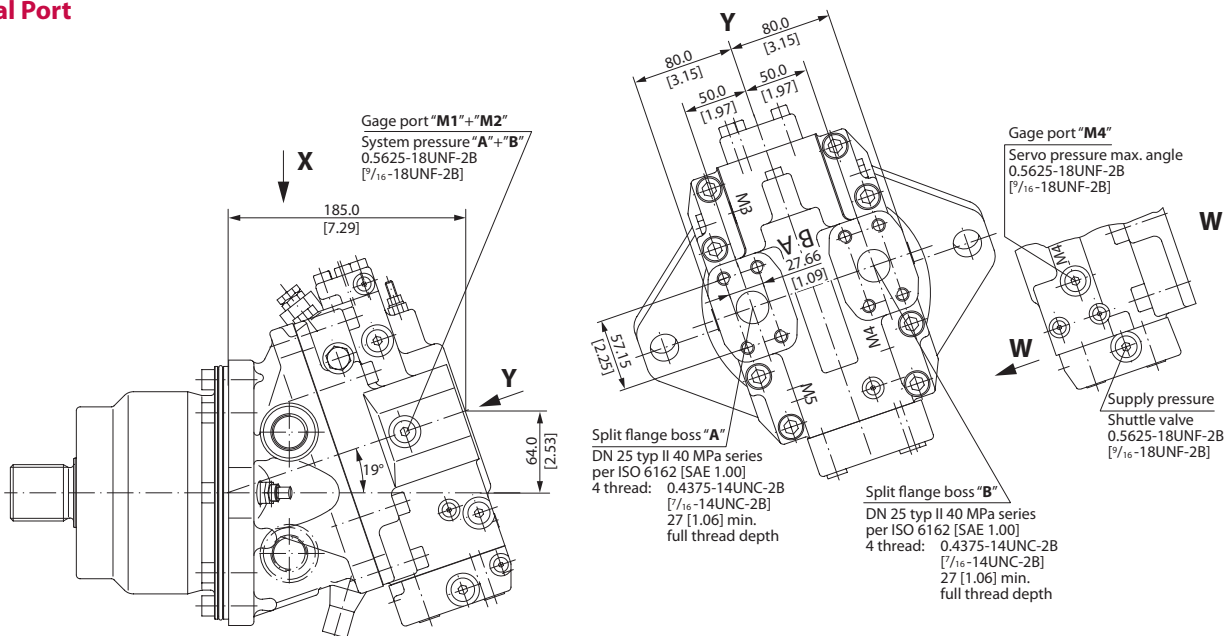 al Port
Gage port "M1"+"M2"
System pressure "A"+"B"
0.5625-18UNF-2B
[9/16-18UNF-2B]
X
185.0
[7.29]
Y
64.0
[2.53]
19°
Y
80.0
[3.15]
80.0
[3.15]
50.0
[1.97]
50.0
[1.97]
M3
B A
27.66
[1.09]
57.15
[2.25]
M4
M5
Split flange boss "A"
DN 25 typ II 40 MPa series
per ISO 6162 [SAE 1.00]
4 thread: 0.4375-14UNC-2B
[7/16-14UNC-2B]
27 [1.06] min.
full thread depth
Split flange boss "B"
DN 25 typ II 40 MPa series
per ISO 6162 [SAE 1.00]
4 thread: 0.4375-14UNC-2B
[7/16-14UNC-2B]
27 [1.06] min.
full thread depth
W
Gage port "M4"
Servo pressure max. angle
0.5625-18UNF-2B
[9/16-18UNF-2B]
W
M4
Supply pressure
Shuttle valve
0.5625-18UNF-2B
[9/16-18UNF-2B]